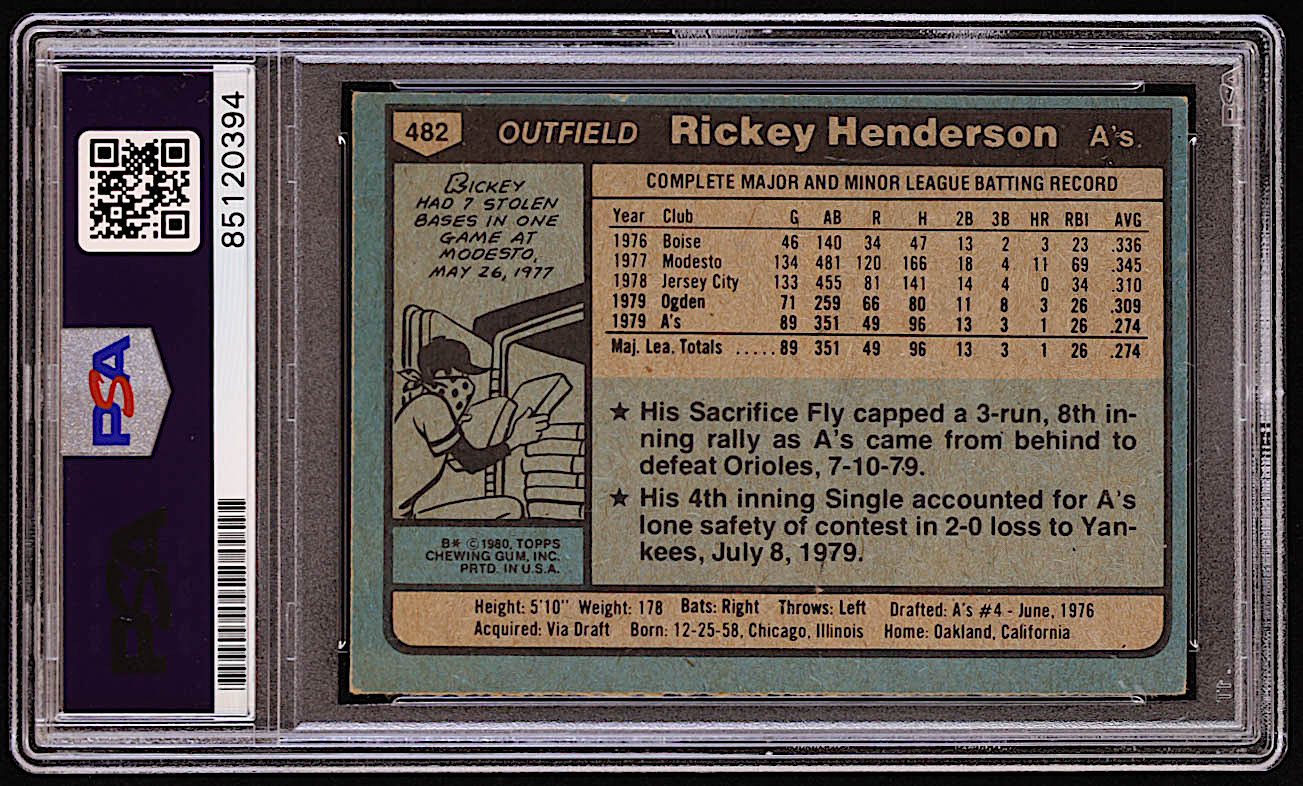 PSA
85120394
PSA
482 OUTFIELD Rickey Henderson A's.
RICKEY
HAD 7 STOLEN
BASES IN ONE
GAME AT
MODESTO,
MAY 26, 1977
B* © 1980, TOPPS
CHEWING GUM, INC.
PRTD. IN U.S.A.
COMPLETE MAJOR AND MINOR LEAGUE BATTING RECORD
Year Club G AB R H 2B 3B HR RBI AVG
1976 Boise 46 140 34 47 13 2 3 23 .336
1977 Modesto 134 481 120 166 18 4 11 69 .345
1978 Jersey City 133 455 81 141 14 4 0 34 .310
1979 Ogden 71 259 66 80 11 8 3 26 .309
1979 A's 89 351 49 96 13 3 1 26 .274
Maj. Lea. Totals ..... 89 351 49 96 13 3 1 26 .274
★ His Sacrifice Fly capped a 3-run, 8th in-
ning rally as A's came from behind to
defeat Orioles, 7-10-79.
★ His 4th inning Single accounted for A's
lone safety of contest in 2-0 loss to Yan-
kees, July 8, 1979.
Height: 5'10" Weight: 178 Bats: Right Throws: Left Drafted: A's #4 - June, 1976
Acquired: Via Draft Born: 12-25-58, Chicago, Illinois Home: Oakland, California
PSA